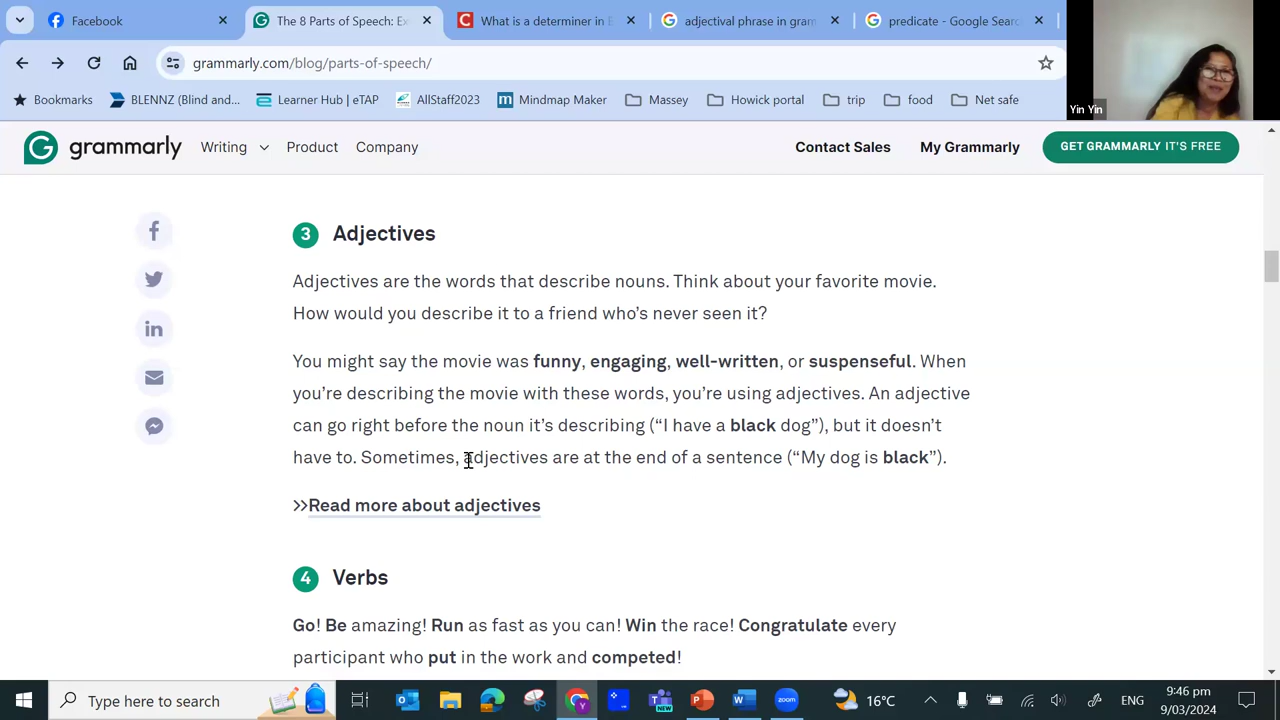 Facebook
The 8 Parts of Speech: Ex
What is a determiner in E
adjectival phrase in gram
predicate - Google Searc
grammarly.com/blog/parts-of-speech/
Bookmarks
BLENNZ (Blind and...
Learner Hub | eTAP
AllStaff2023
Mindmap Maker
Massey
Howick portal
trip
food
Net safe
Yin Yin
grammarly
Writing
Product
Company
Contact Sales
My Grammarly
GET GRAMMARLY IT'S FREE
3 Adjectives
Adjectives are the words that describe nouns. Think about your favorite movie.
How would you describe it to a friend who's never seen it?
You might say the movie was funny, engaging, well-written, or suspenseful. When
you're describing the movie with these words, you're using adjectives. An adjective
can go right before the noun it's describing (“I have a black dog”), but it doesn't
have to. Sometimes, adjectives are at the end of a sentence (“My dog is black”).
>>Read more about adjectives
4 Verbs
Go! Be amazing! Run as fast as you can! Win the race! Congratulate every
participant who put in the work and competed!
Type here to search
16°C
ENG
9:46 pm
9/03/2024